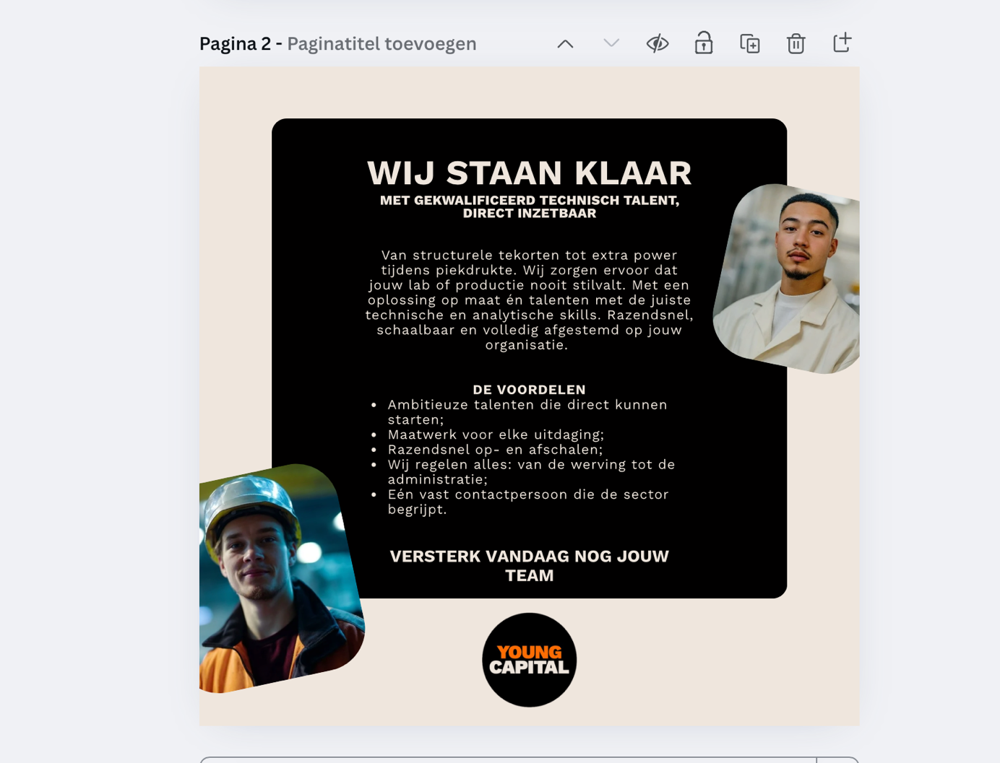 Pagina 2 - Paginatitel toevoegen
WIJ STAAN KLAAR
MET GEKWALIFICEERD TECHNISCH TALENT,
DIRECT INZETBAAR
Van structurele tekorten tot extra power
tijdens piekdrukte. Wij zorgen ervoor dat
jouw lab of productie nooit stilvalt. Met een
oplossing op maat én talenten met de juiste
technische en analytische skills. Razendsnel,
schaalbaar en volledig afgestemd op jouw
organisatie.
DE VOORDELEN
• Ambitieuze talenten die direct kunnen
starten;
• Maatwerk voor elke uitdaging;
• Razendsnel op- en afschalen;
• Wij regelen alles: van de werving tot de
administratie;
• Eén vast contactpersoon die de sector
begrijpt.
VERSTERK VANDAAG NOG JOUW
TEAM
YOUNG
CAPITAL